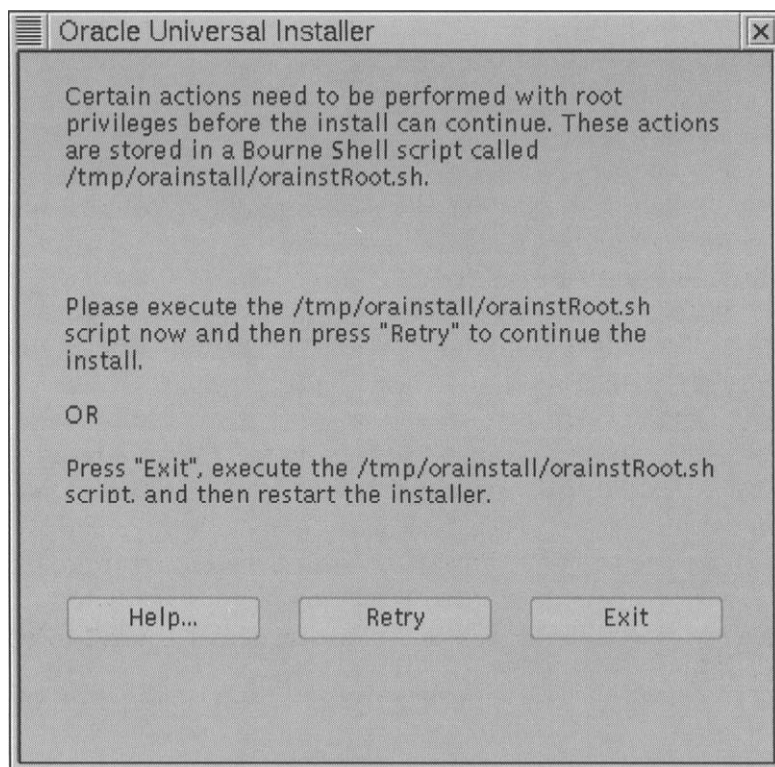 Oracle Universal Installer
Certain actions need to be performed with root
privileges before the install can continue. These actions
are stored in a Bourne Shell script called
/tmp/orainstall/orainstRoot.sh.
Please execute the /tmp/orainstall/orainstRoot.sh
script now and then press "Retry" to continue the
install.
OR
Press "Exit", execute the /tmp/orainstall/orainstRoot.sh
script, and then restart the installer.
Help...
Retry
Exit